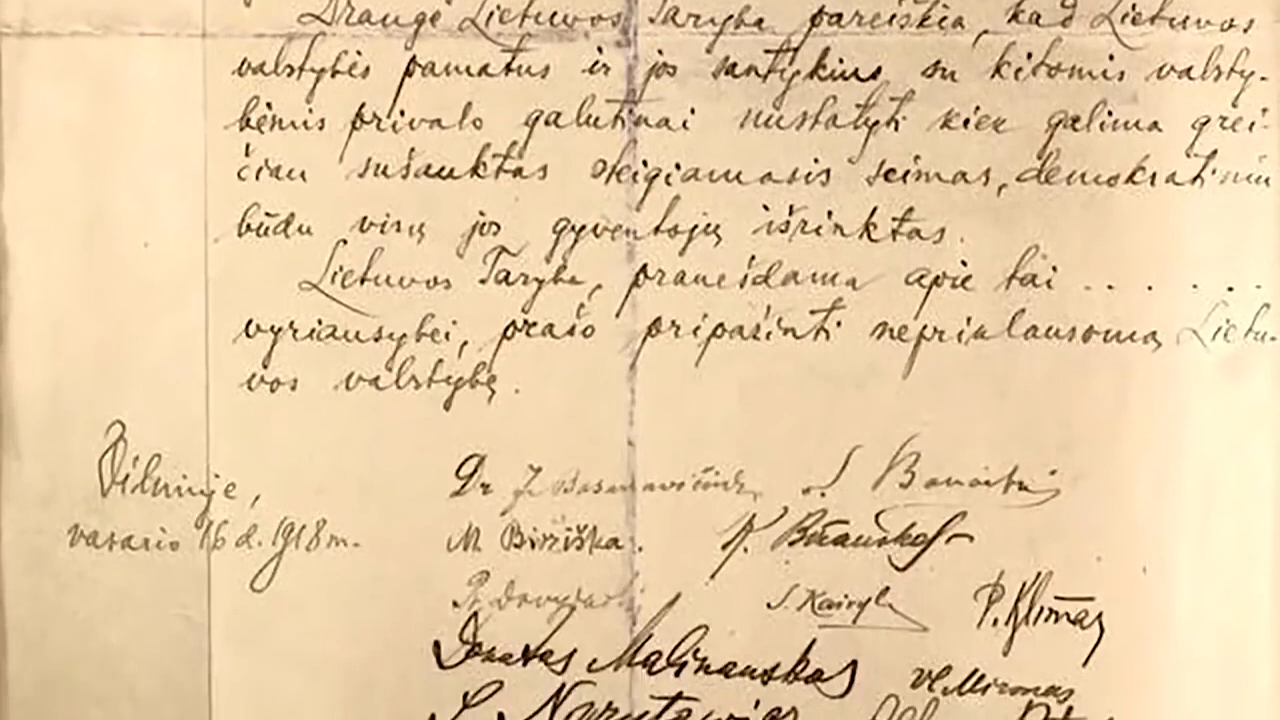 Draugė Lietuvos Taryba pareiškia, kad Lietuvos
valstybės pamatus ir jos santykius su kitomis valsty-
bėmis privalo galutinai nustatyti kiek galima grei-
čiau sušauktas steigiamasis seimas, demokratiniu
būdu visų jos gyventojų išrinktas.
Lietuvos Taryba, pranešdama apie tai . . . . . .
vyriausybei, prašo pripažinti nepriklausomą Lietu-
vos valstybę.
Vilniuje,
vasario 16 d. 1918 m.
Dr J. Basanavičius S. Banaitis
M. Biržiška. K. Bizauskas
P. Dovydaitis S. Kairys P. Klimas
Donatas Malinauskas Vl. Mironas
S. Narutowicz